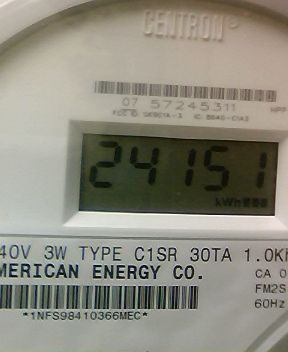 CENTRON®
07 57245311
24151
kWh
40V 3W TYPE C1SR 30TA 1.0K
MERICAN ENERGY CO.
CA 0
FM2S
60Hz
*1NFS98410366MEC*